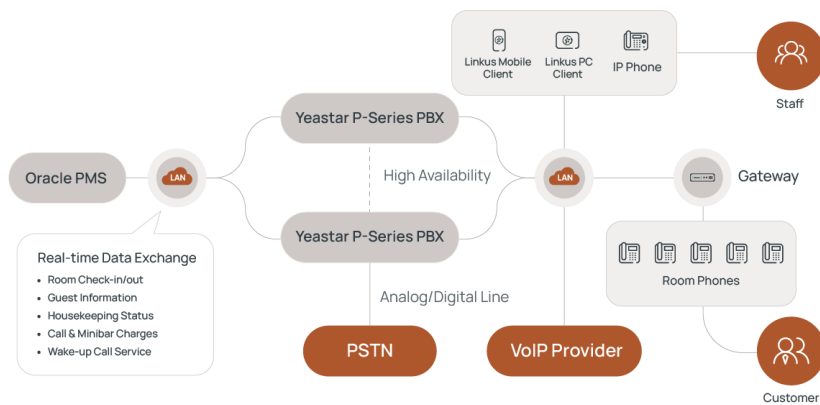 Linkus Mobile
Client
Linkus PC
Client
IP Phone
Staff
Yeastar P-Series PBX
Oracle PMS
LAN
High Availability
LAN
Gateway
Yeastar P-Series PBX
Real-time Data Exchange
• Room Check-in/out
• Guest Information
• Housekeeping Status
• Call & Minibar Charges
• Wake-up Call Service
Room Phones
Analog/Digital Line
PSTN
VoIP Provider
Customer